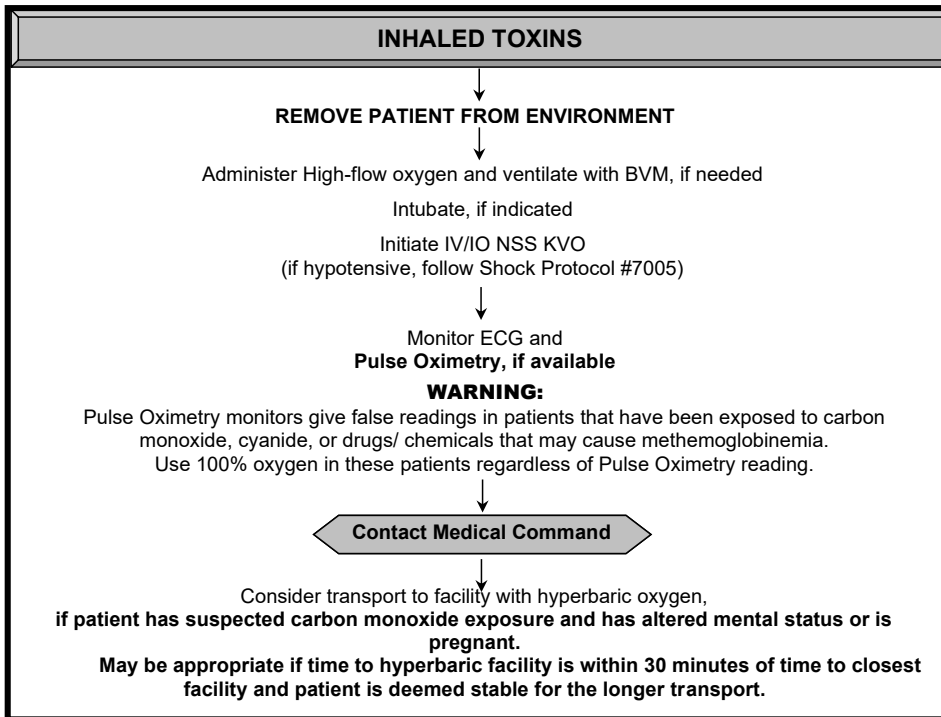 INHALED TOXINS
REMOVE PATIENT FROM ENVIRONMENT
Administer High-flow oxygen and ventilate with BVM, if needed
Intubate, if indicated
Initiate IV/IO NSS KVO
(if hypotensive, follow Shock Protocol #7005)
Monitor ECG and
Pulse Oximetry, if available
WARNING:
Pulse Oximetry monitors give false readings in patients that have been exposed to carbon
monoxide, cyanide, or drugs/ chemicals that may cause methemoglobinemia.
Use 100% oxygen in these patients regardless of Pulse Oximetry reading.
Contact Medical Command
Consider transport to facility with hyperbaric oxygen,
if patient has suspected carbon monoxide exposure and has altered mental status or is
pregnant.
May be appropriate if time to hyperbaric facility is within 30 minutes of time to closest
facility and patient is deemed stable for the longer transport.